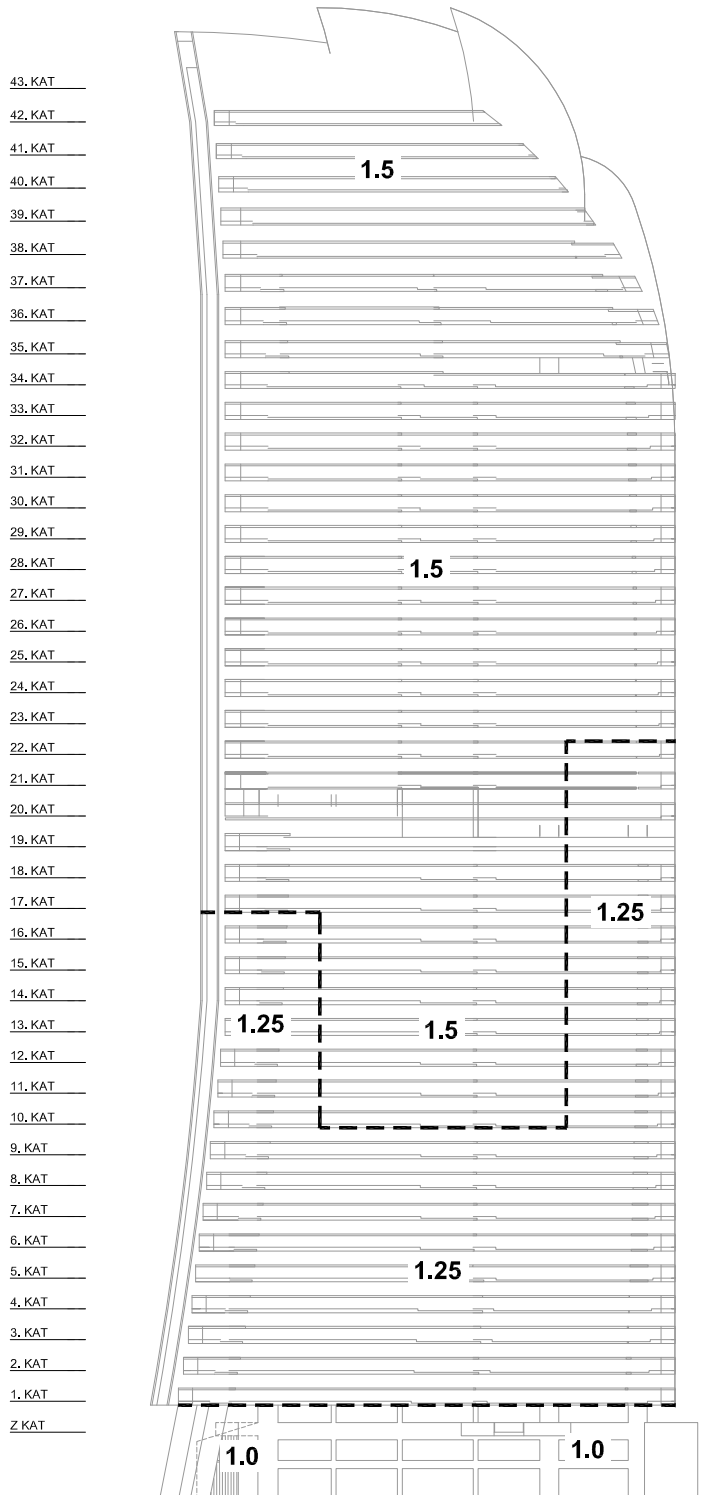 43. KAT
42. KAT
41. KAT
1.5
40. KAT
39. KAT
38. KAT
37. KAT
36. KAT
35. KAT
34. KAT
33. KAT
32. KAT
31. KAT
30. KAT
29. KAT
28. KAT
1.5
27. KAT
26. KAT
25. KAT
24. KAT
23. KAT
22. KAT
21. KAT
20. KAT
19. KAT
18. KAT
17. KAT
1.25
16. KAT
15. KAT
14. KAT
13. KAT
1.25
1.5
12. KAT
11. KAT
10. KAT
9. KAT
8. KAT
7. KAT
6. KAT
5. KAT
1.25
4. KAT
3. KAT
2. KAT
1. KAT
Z KAT
1.0
1.0